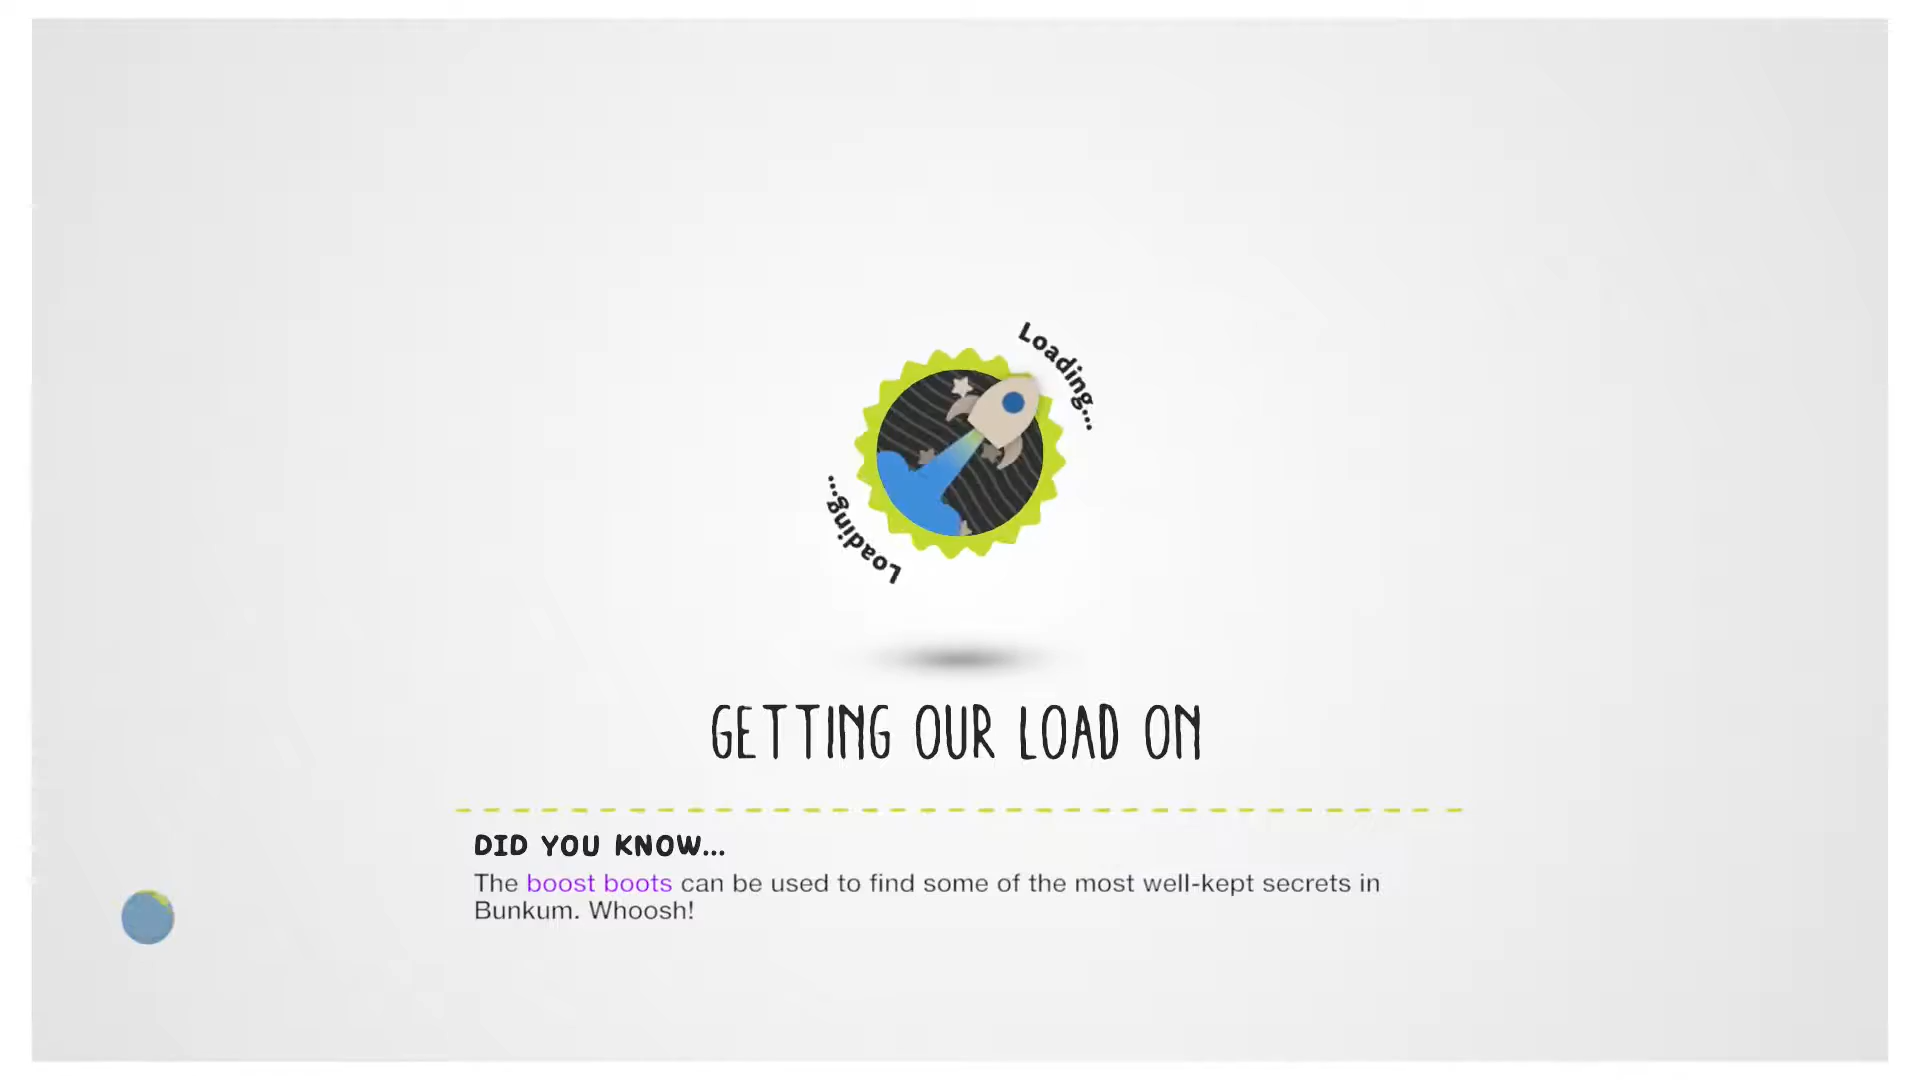 Loading...
Loading...
GETTING OUR LOAD ON
DID YOU KNOW...
The boost boots can be used to find some of the most well-kept secrets in
Bunkum. Whoosh!